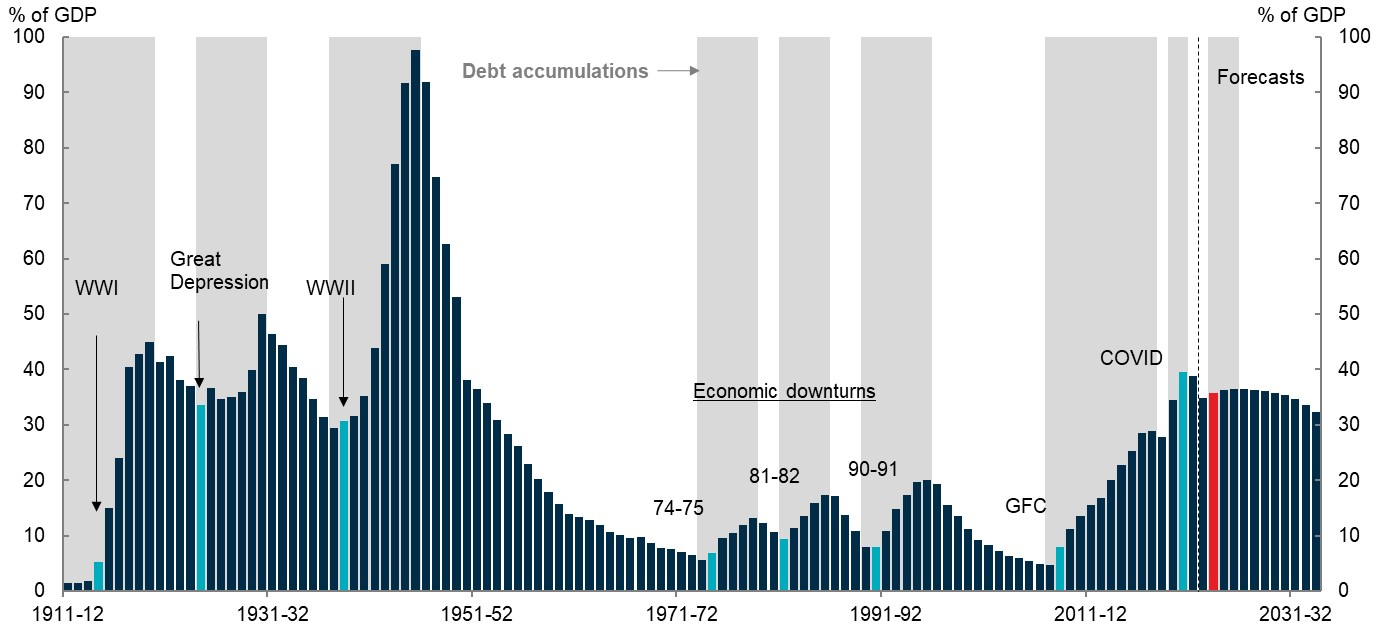 % of GDP
% of GDP
100
90
80
70
60
50
40
30
20
10
0
100
90
80
70
60
50
40
30
20
10
0
Debt accumulations
Forecasts
Great
Depression
WWI
WWII
COVID
Economic downturns
90-91
81-82
74-75
GFC
1911-12
1931-32
1951-52
1971-72
1991-92
2011-12
2031-32